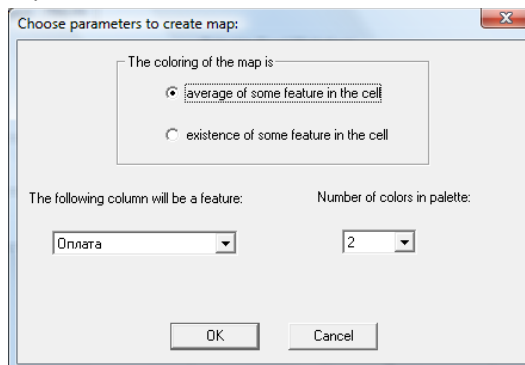 Choose parameters to create map:
The coloring of the map is
average of some feature in the cell
existence of some feature in the cell
The following column will be a feature:
Number of colors in palette:
Оплата
2
OK
Cancel